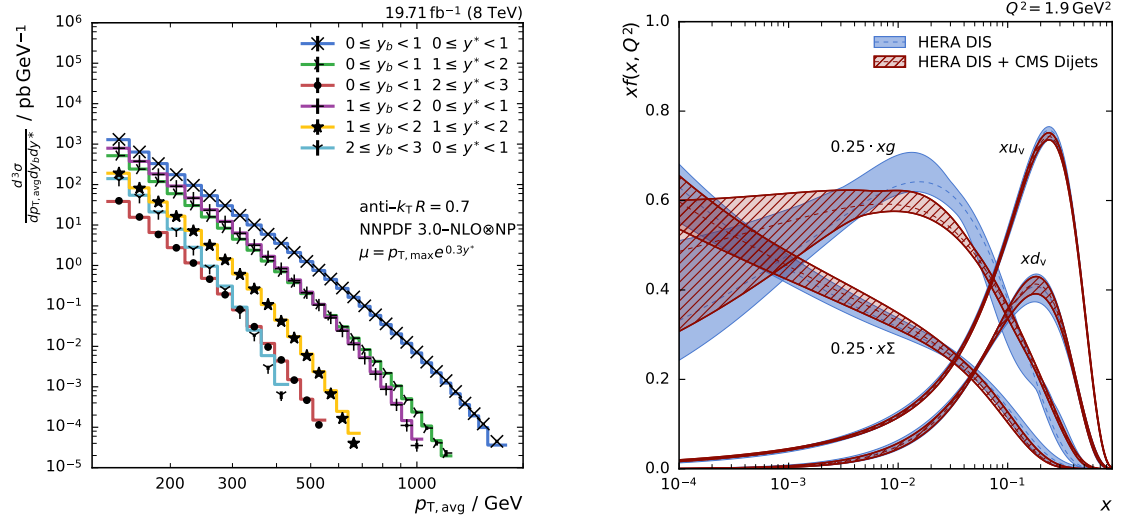 19.71 fb⁻¹ (8 TeV)
0 ≤ y_b < 1 0 ≤ y* < 1
0 ≤ y_b < 1 1 ≤ y* < 2
0 ≤ y_b < 1 2 ≤ y* < 3
1 ≤ y_b < 2 0 ≤ y* < 1
1 ≤ y_b < 2 1 ≤ y* < 2
2 ≤ y_b < 3 0 ≤ y* < 1
anti–k_T R = 0.7
NNPDF 3.0–NLO⊗NP
μ = p_T,max e^0.3y*
d³σ / dp_T,avg dy_b dy* / pb GeV⁻¹
10⁶
10⁵
10⁴
10³
10²
10¹
10⁰
10⁻¹
10⁻²
10⁻³
10⁻⁴
10⁻⁵
200 300 500 1000
p_T,avg / GeV
Q² = 1.9 GeV²
HERA DIS
HERA DIS + CMS Dijets
xf(x, Q²)
1.0
0.8
0.6
0.4
0.2
0.0
0.25 · xg
xu_v
xd_v
0.25 · xΣ
10⁻⁴ 10⁻³ 10⁻² 10⁻¹
x